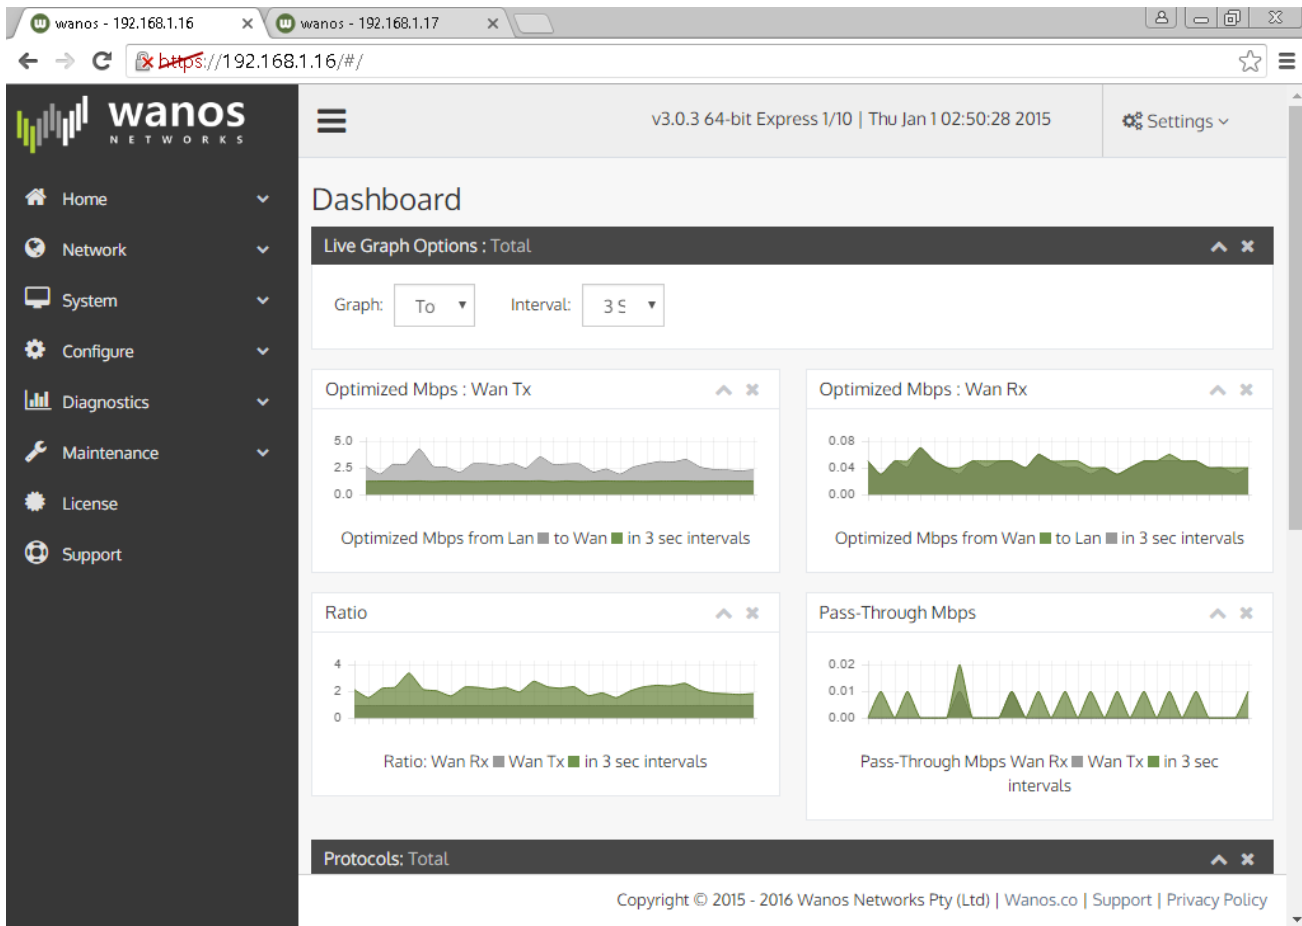 wanos - 192.168.1.16
wanos - 192.168.1.17
https://192.168.1.16/#/
wanos
NETWORKS
v3.0.3 64-bit Express 1/10 | Thu Jan 1 02:50:28 2015
Settings
Home
Network
System
Configure
Diagnostics
Maintenance
License
Support
Dashboard
Live Graph Options : Total
Graph: To Interval: 3 S
Optimized Mbps : Wan Tx
5.0
2.5
0.0
Optimized Mbps from Lan to Wan in 3 sec intervals
Optimized Mbps : Wan Rx
0.08
0.04
0.00
Optimized Mbps from Wan to Lan in 3 sec intervals
Ratio
4
2
0
Ratio: Wan Rx Wan Tx in 3 sec intervals
Pass-Through Mbps
0.02
0.01
0.00
Pass-Through Mbps Wan Rx Wan Tx in 3 sec
intervals
Protocols: Total
Copyright © 2015 - 2016 Wanos Networks Pty (Ltd) | Wanos.co | Support | Privacy Policy